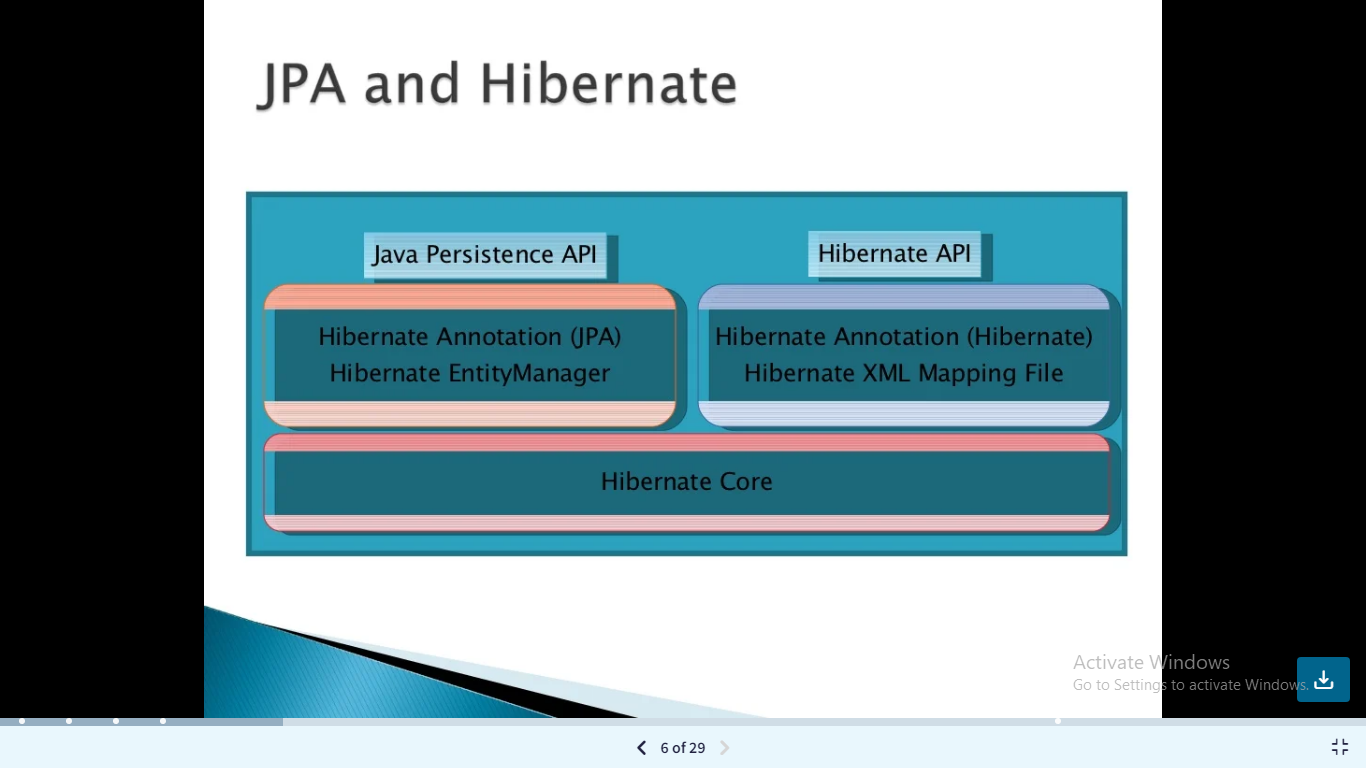 JPA and Hibernate
Java Persistence API
Hibernate API
Hibernate Annotation (JPA)
Hibernate EntityManager
Hibernate Annotation (Hibernate)
Hibernate XML Mapping File
Hibernate Core
Activate Windows
Go to Settings to activate Windows.
6 of 29